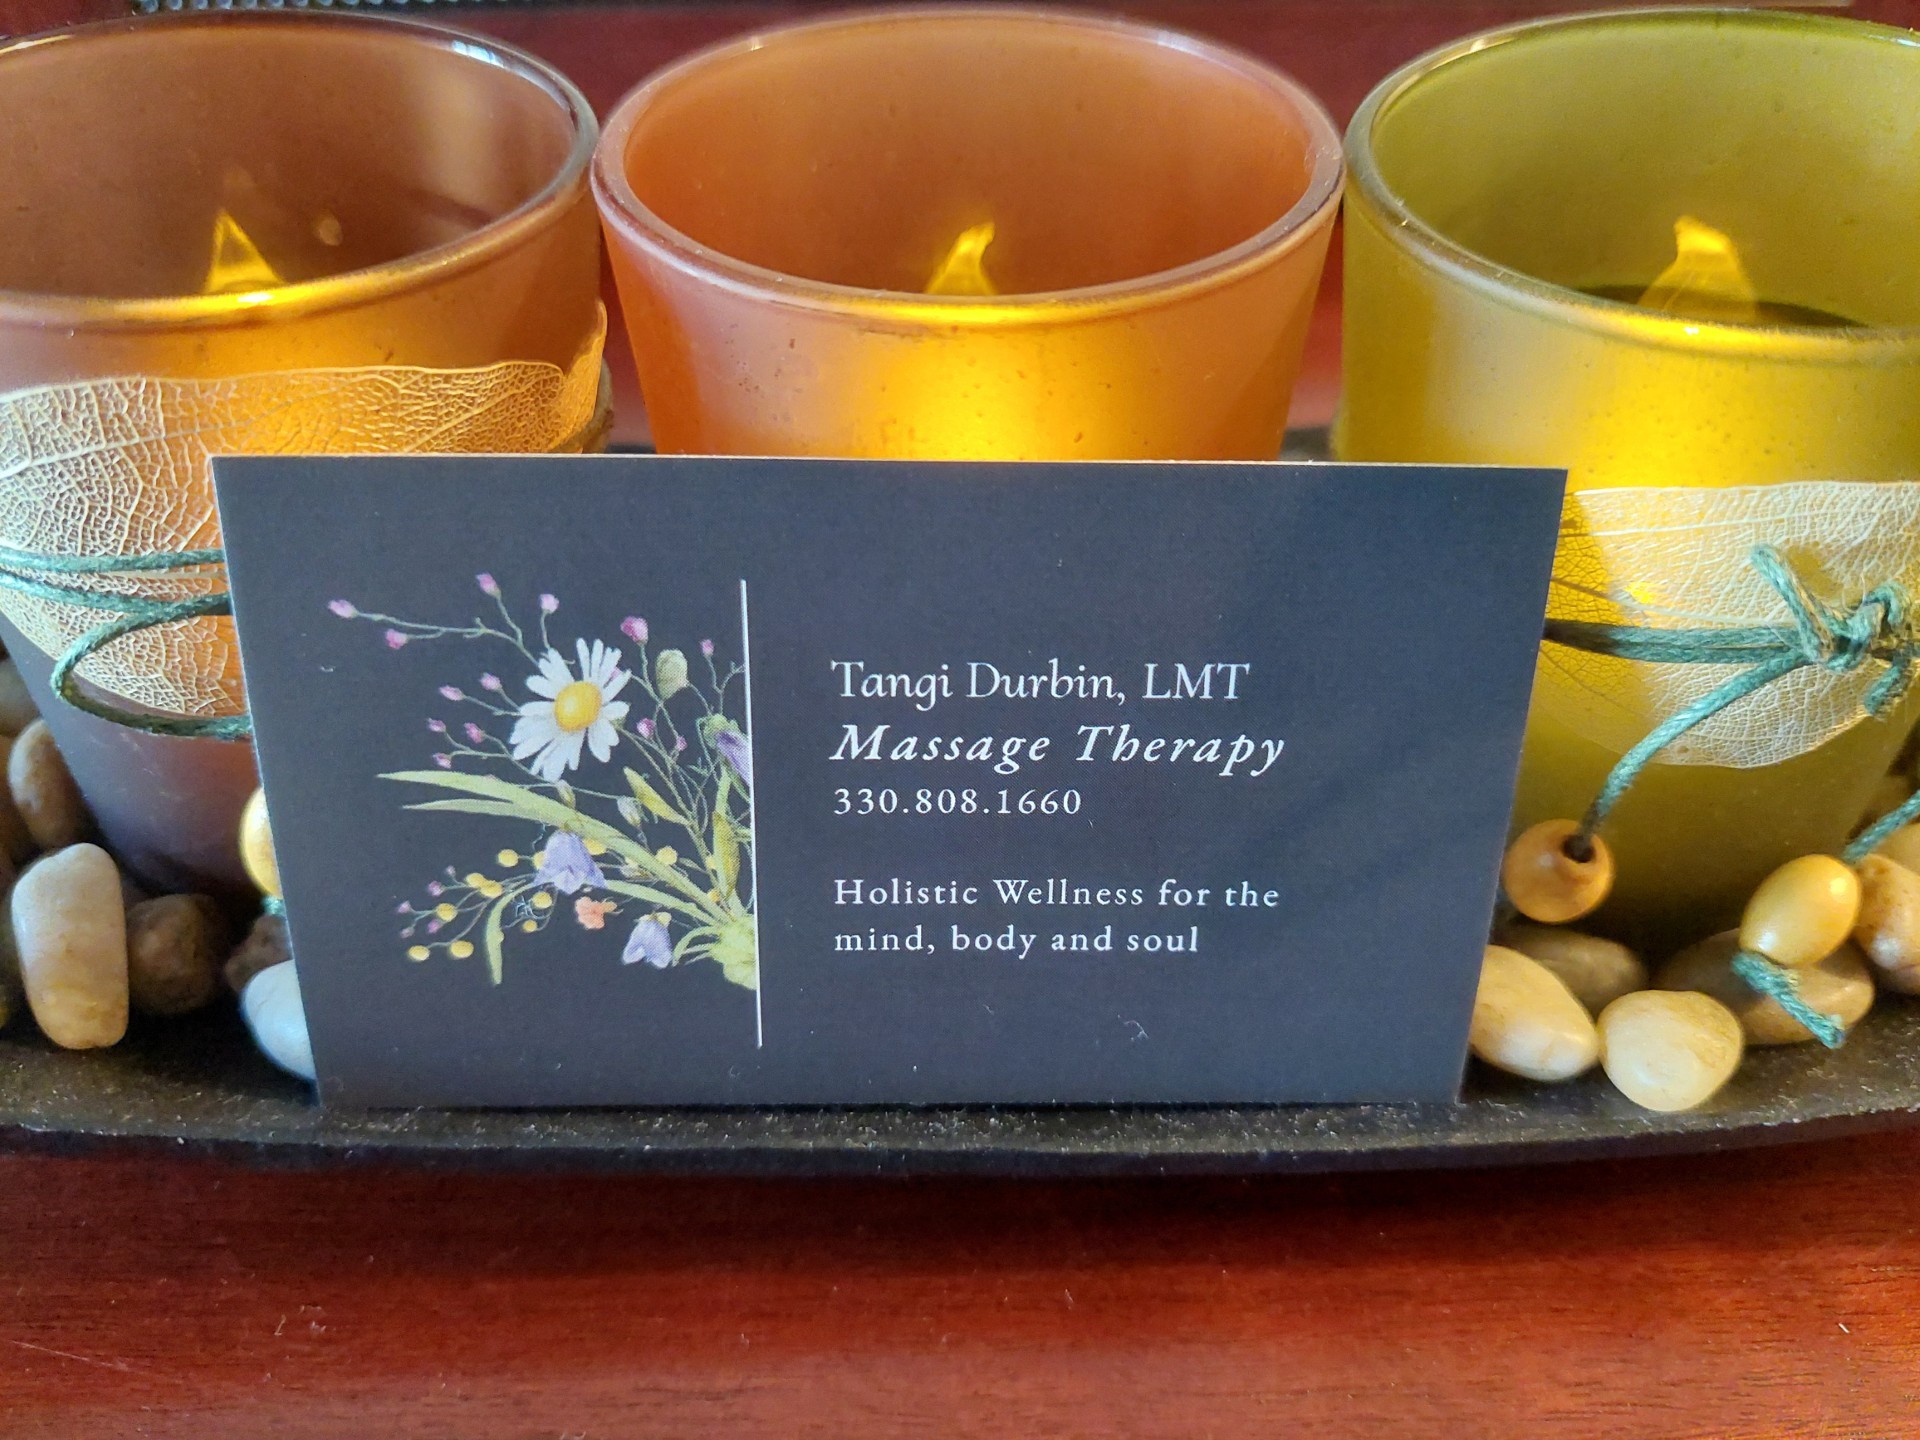 Tangi Durbin, LMT
Massage Therapy
330.808.1660
Holistic Wellness for the
mind, body and soul